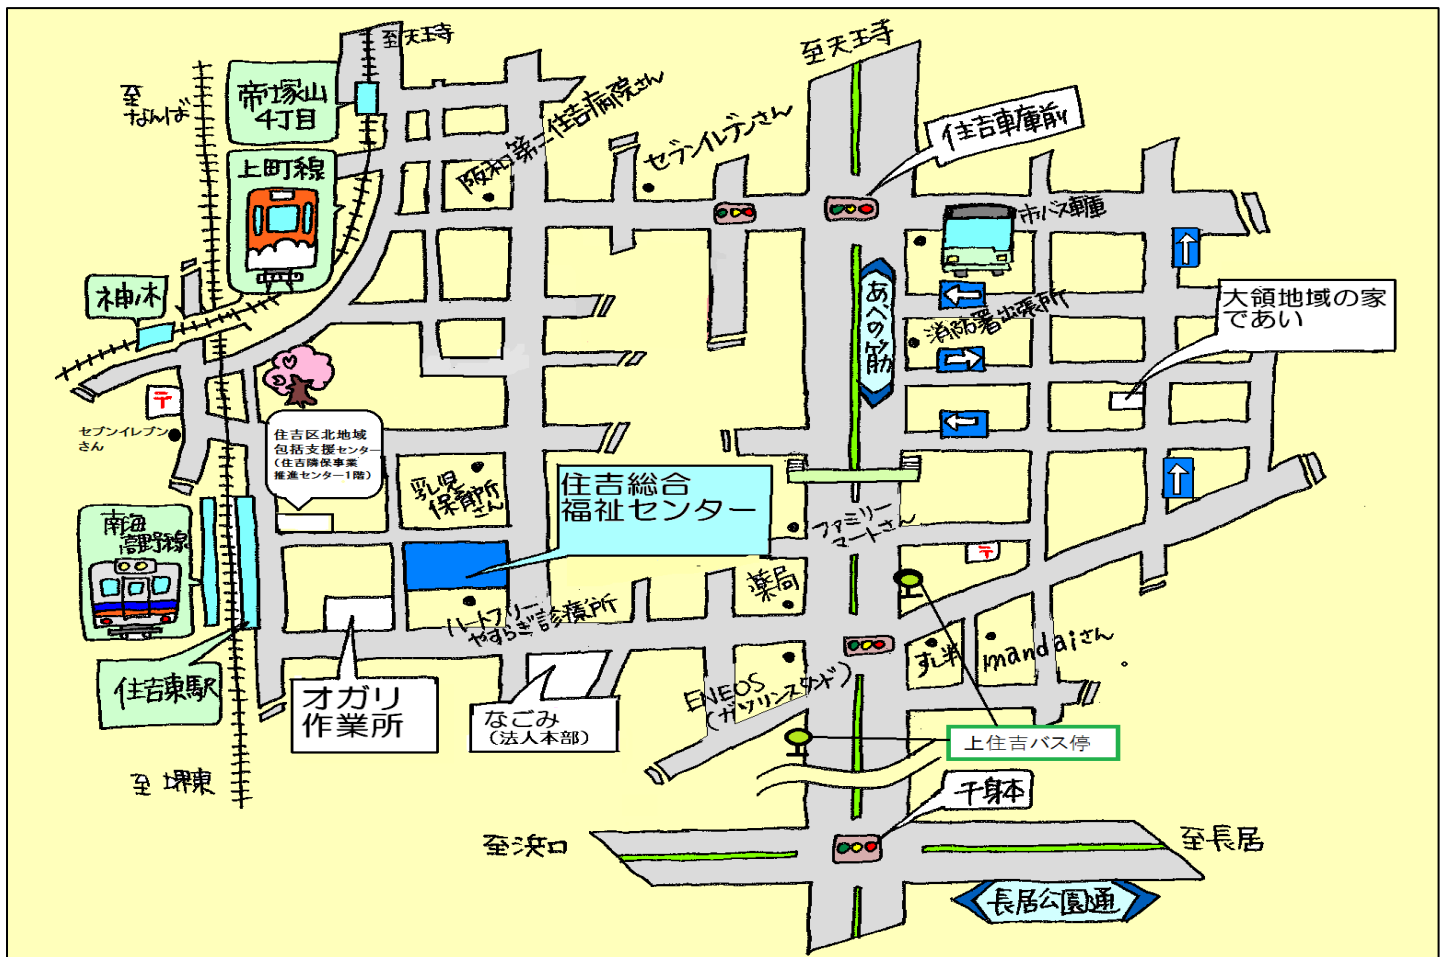 至天王寺
至天王寺
至
なんば
帝塚山
4丁目
上町線
阪和第二住吉病院さん
セブンイレブンさん
住吉車庫前
市バス車庫
神ノ木
あべの筋
消防署出張所
大領地域の家
であい
〒
セブンイレブン
さん
住吉区北地域
包括支援センター
(住吉隣保事業
推進センター1階)
乳児
保育所
さん
住吉総合
福祉センター
ファミリー
マートさん
〒
南海
高野線
薬局
ハートフリー
やすらぎ診療所
住吉東駅
オガリ
作業所
なごみ
(法人本部)
ENEOS
(ガソリンスタンド)
すし半
mandaiさん
。
上住吉バス停
至堺東
千身本
至浜口
至長居
長居公園通